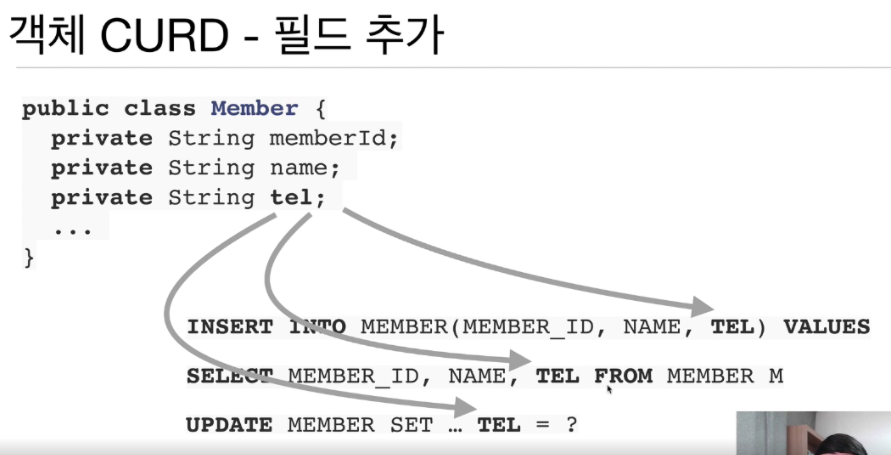 객체 CURD - 필드 추가
public class Member {
private String memberId;
private String name;
private String tel;
...
}
INSERT INTO MEMBER(MEMBER_ID, NAME, TEL) VALUES
SELECT MEMBER_ID, NAME, TEL FROM MEMBER M
UPDATE MEMBER SET … TEL = ?